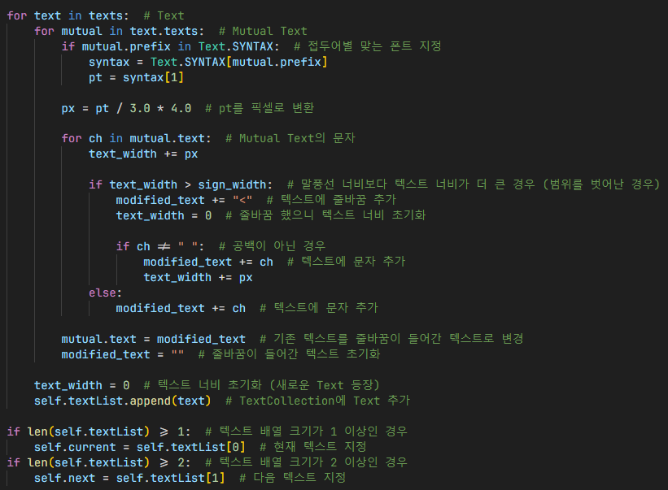 for text in texts:  # Text
    for mutual in text.texts:  # Mutual Text
        if mutual.prefix in Text.SYNTAX:  # 접두어별 맞는 폰트 지정
            syntax = Text.SYNTAX[mutual.prefix]
            pt = syntax[1]

        px = pt / 3.0 * 4.0  # pt를 픽셀로 변환

        for ch in mutual.text:  # Mutual Text의 문자
            text_width += px

            if text_width > sign_width:  # 말풍선 너비보다 텍스트 너비가 더 큰 경우 (범위를 벗어난 경우)
                modified_text += "<"  # 텍스트에 줄바꿈 추가
                text_width = 0  # 줄바꿈 했으니 텍스트 너비 초기화

                if ch ≠ " ":  # 공백이 아닌 경우
                    modified_text += ch  # 텍스트에 문자 추가
                    text_width += px
            else:
                modified_text += ch  # 텍스트에 문자 추가

        mutual.text = modified_text  # 기존 텍스트를 줄바꿈이 들어간 텍스트로 변경
        modified_text = ""  # 줄바꿈이 들어간 텍스트 초기화

    text_width = 0  # 텍스트 너비 초기화 (새로운 Text 등장)
    self.textList.append(text)  # TextCollection에 Text 추가

if len(self.textList) ≥ 1:  # 텍스트 배열 크기가 1 이상인 경우
    self.current = self.textList[0]  # 현재 텍스트 지정
if len(self.textList) ≥ 2:  # 텍스트 배열 크기가 2 이상인 경우
    self.next = self.textList[1]  # 다음 텍스트 지정